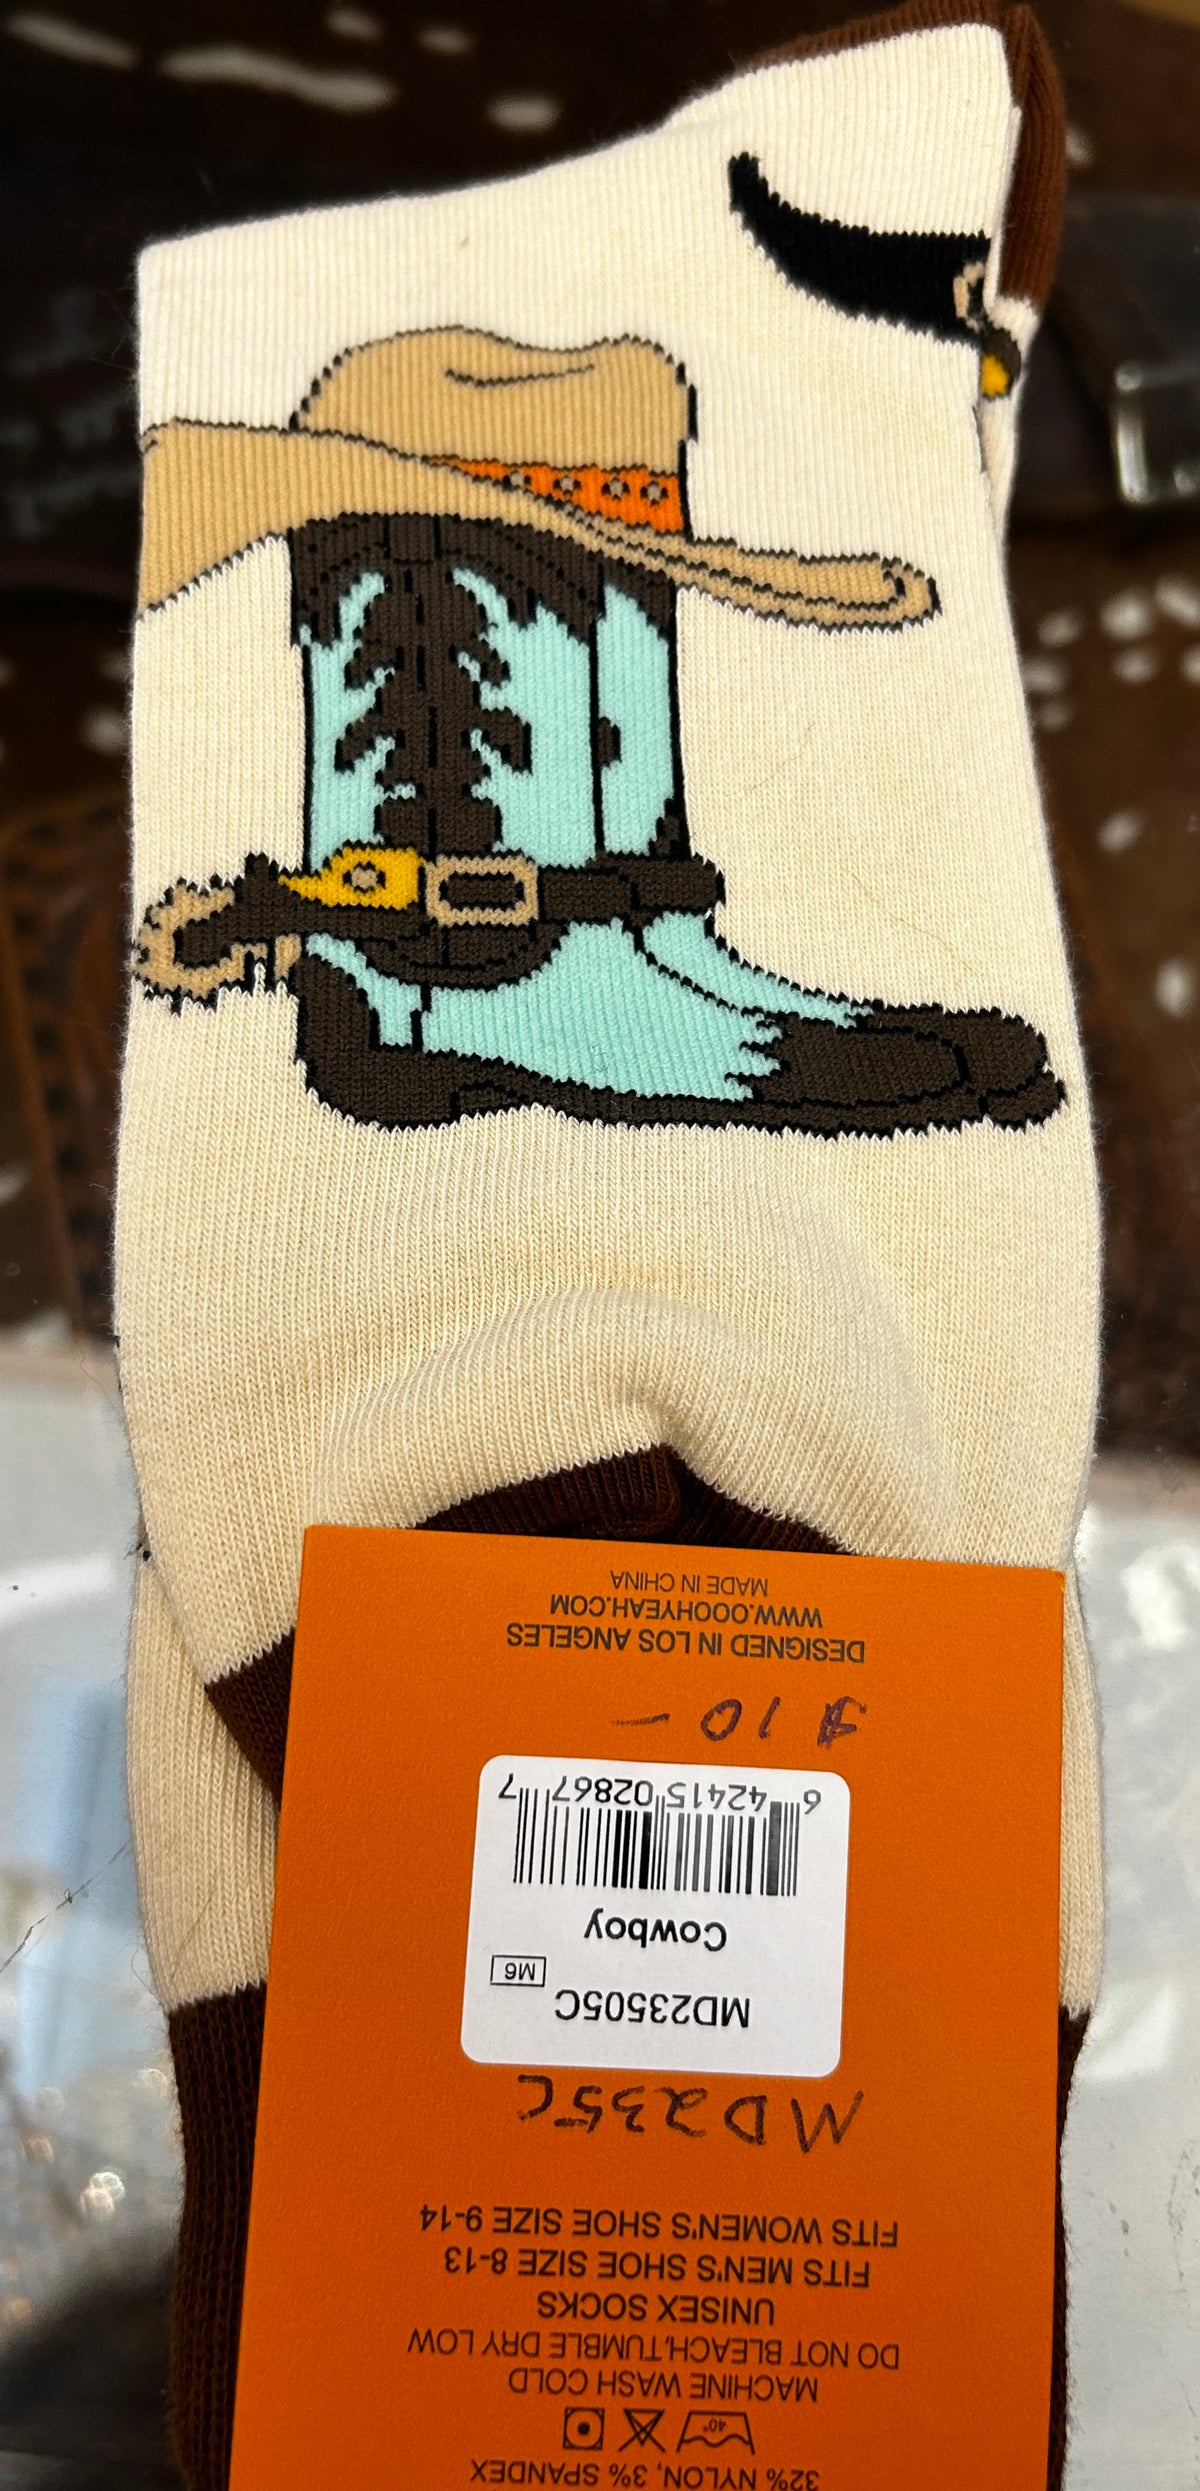 32% NYLON, 3% SPANDEX
40°
MACHINE WASH COLD
DO NOT BLEACH,TUMBLE DRY LOW
UNISEX SOCKS
FITS MEN'S SHOE SIZE 8-13
FITS WOMEN'S SHOE SIZE 9-14
MD235C
MD23505C
M6
Cowboy
6 42415 02867 7
$10-
DESIGNED IN LOS ANGELES
WWW.OOOHYEAH.COM
MADE IN CHINA